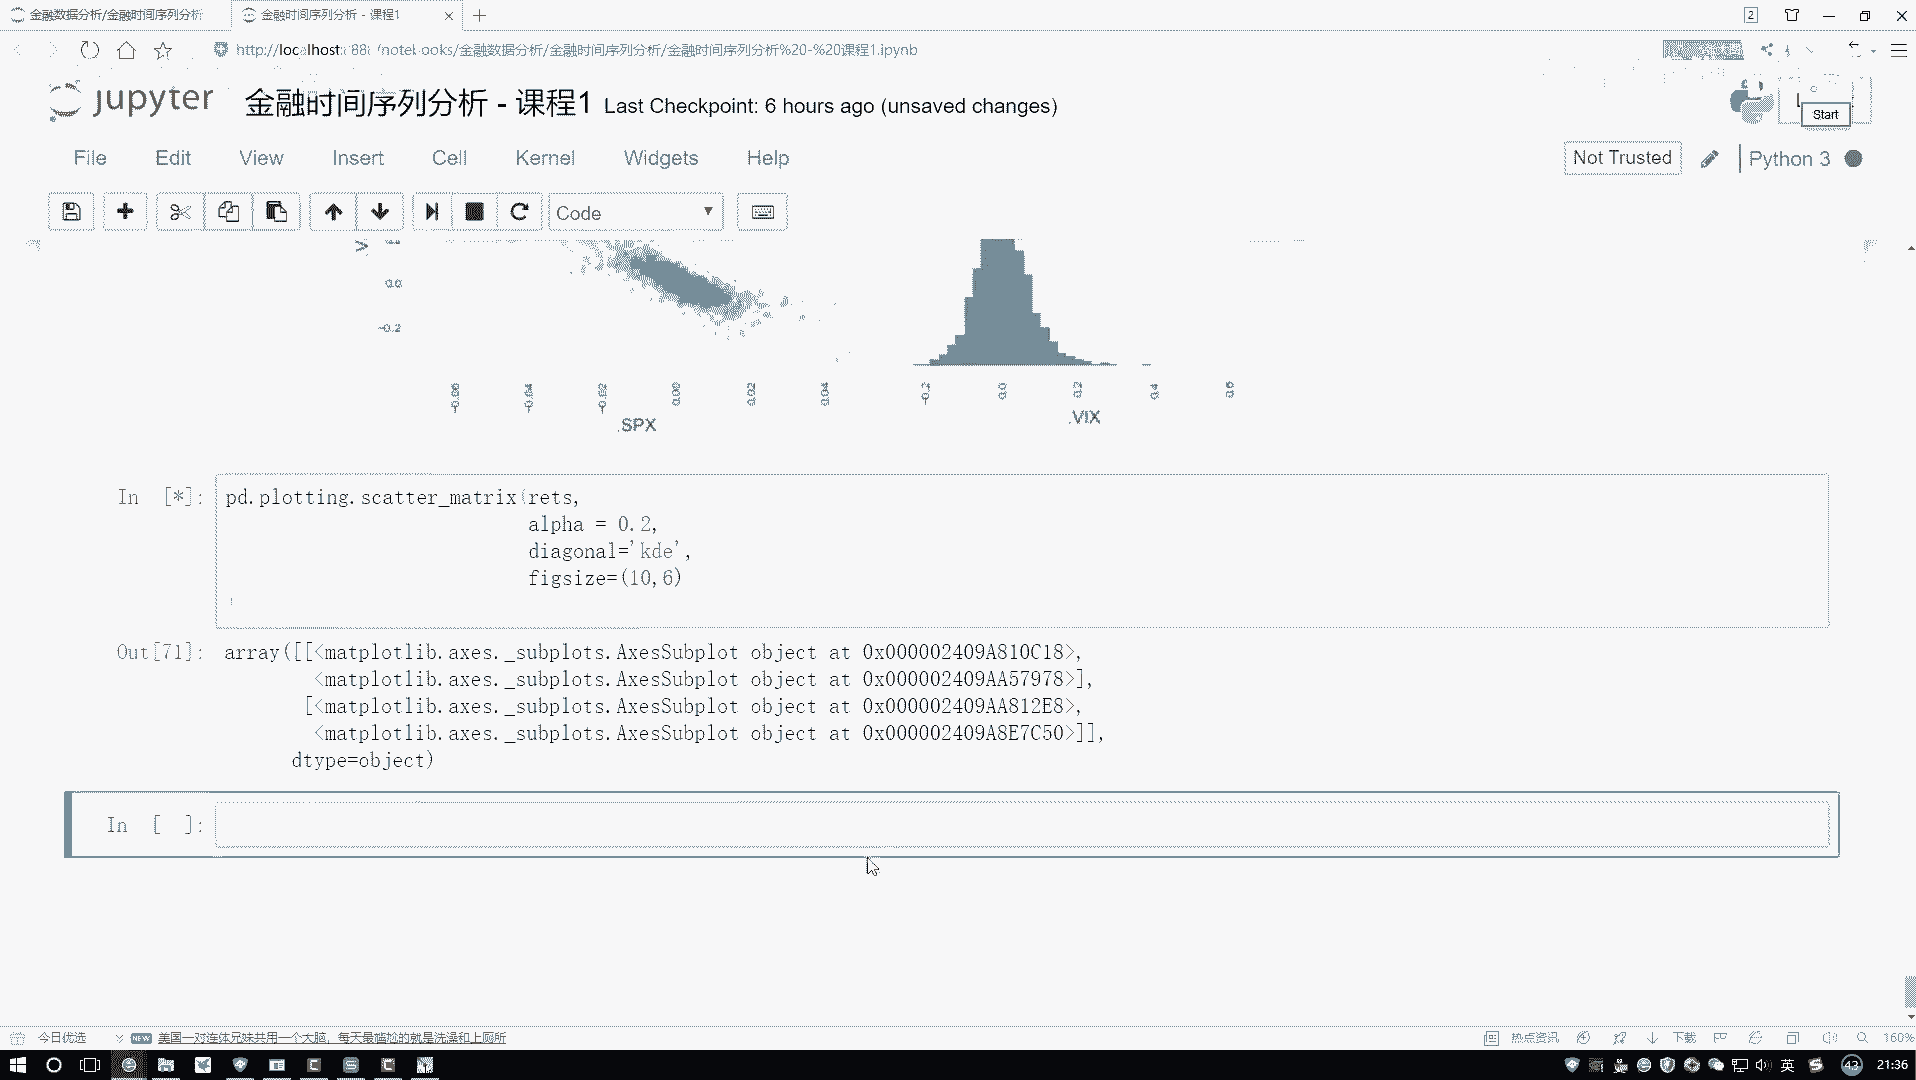 金融数据分析/金融时间序列分析
金融时间序列分析 - 课程1
2
/金融数据分析/金融时间序列分析/金融时间序列分析%20-%20课程1.ipynb
jupyter 金融时间序列分析 - 课程1 Last Checkpoint: 6 hours ago (unsaved changes)
Start
File Edit View Insert Cell Kernel Widgets Help
Not Trusted Python 3
Code
0.0
-0.2
-0.06 -0.04 -0.02 0.00 0.02 0.04
-0.2 0.0 0.2 0.4 0.6
.SPX .VIX
In [*]: pd.plotting.scatter_matrix(rets,
alpha = 0.2,
diagonal='kde',
figsize=(10,6)
Out[71]: array([[<matplotlib.axes._subplots.AxesSubplot object at 0x000002409A810C18>,
<matplotlib.axes._subplots.AxesSubplot object at 0x000002409AA57978>],
[<matplotlib.axes._subplots.AxesSubplot object at 0x000002409AA812E8>,
<matplotlib.axes._subplots.AxesSubplot object at 0x000002409A8E7C50>]],
dtype=object)
In [ ]:
今日优选 NEW 美国一对连体兄妹共用一个大脑，每天最尴尬的就是洗澡和上厕所
热点资讯 下载 160%
英 43 21:36